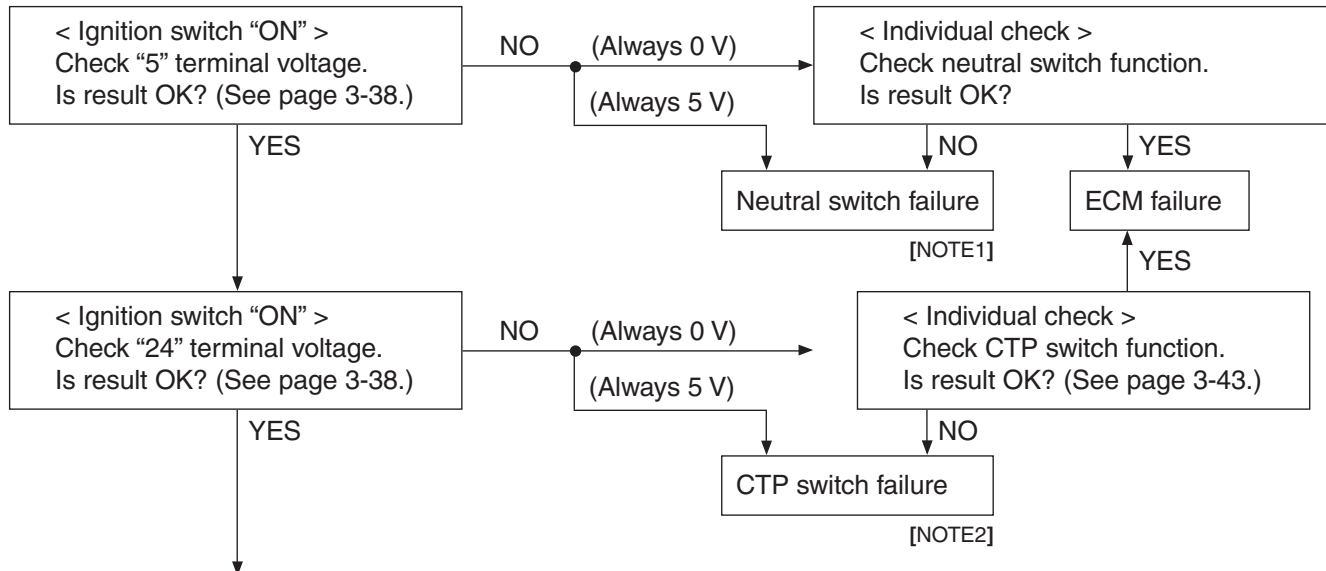 < Ignition switch “ON” >
Check “5” terminal voltage.
Is result OK? (See page 3-38.)
NO
(Always 0 V)
(Always 5 V)
< Individual check >
Check neutral switch function.
Is result OK?
YES
NO
YES
Neutral switch failure
[NOTE1]
ECM failure
YES
< Ignition switch “ON” >
Check “24” terminal voltage.
Is result OK? (See page 3-38.)
NO
(Always 0 V)
(Always 5 V)
< Individual check >
Check CTP switch function.
Is result OK? (See page 3-43.)
YES
NO
CTP switch failure
[NOTE2]